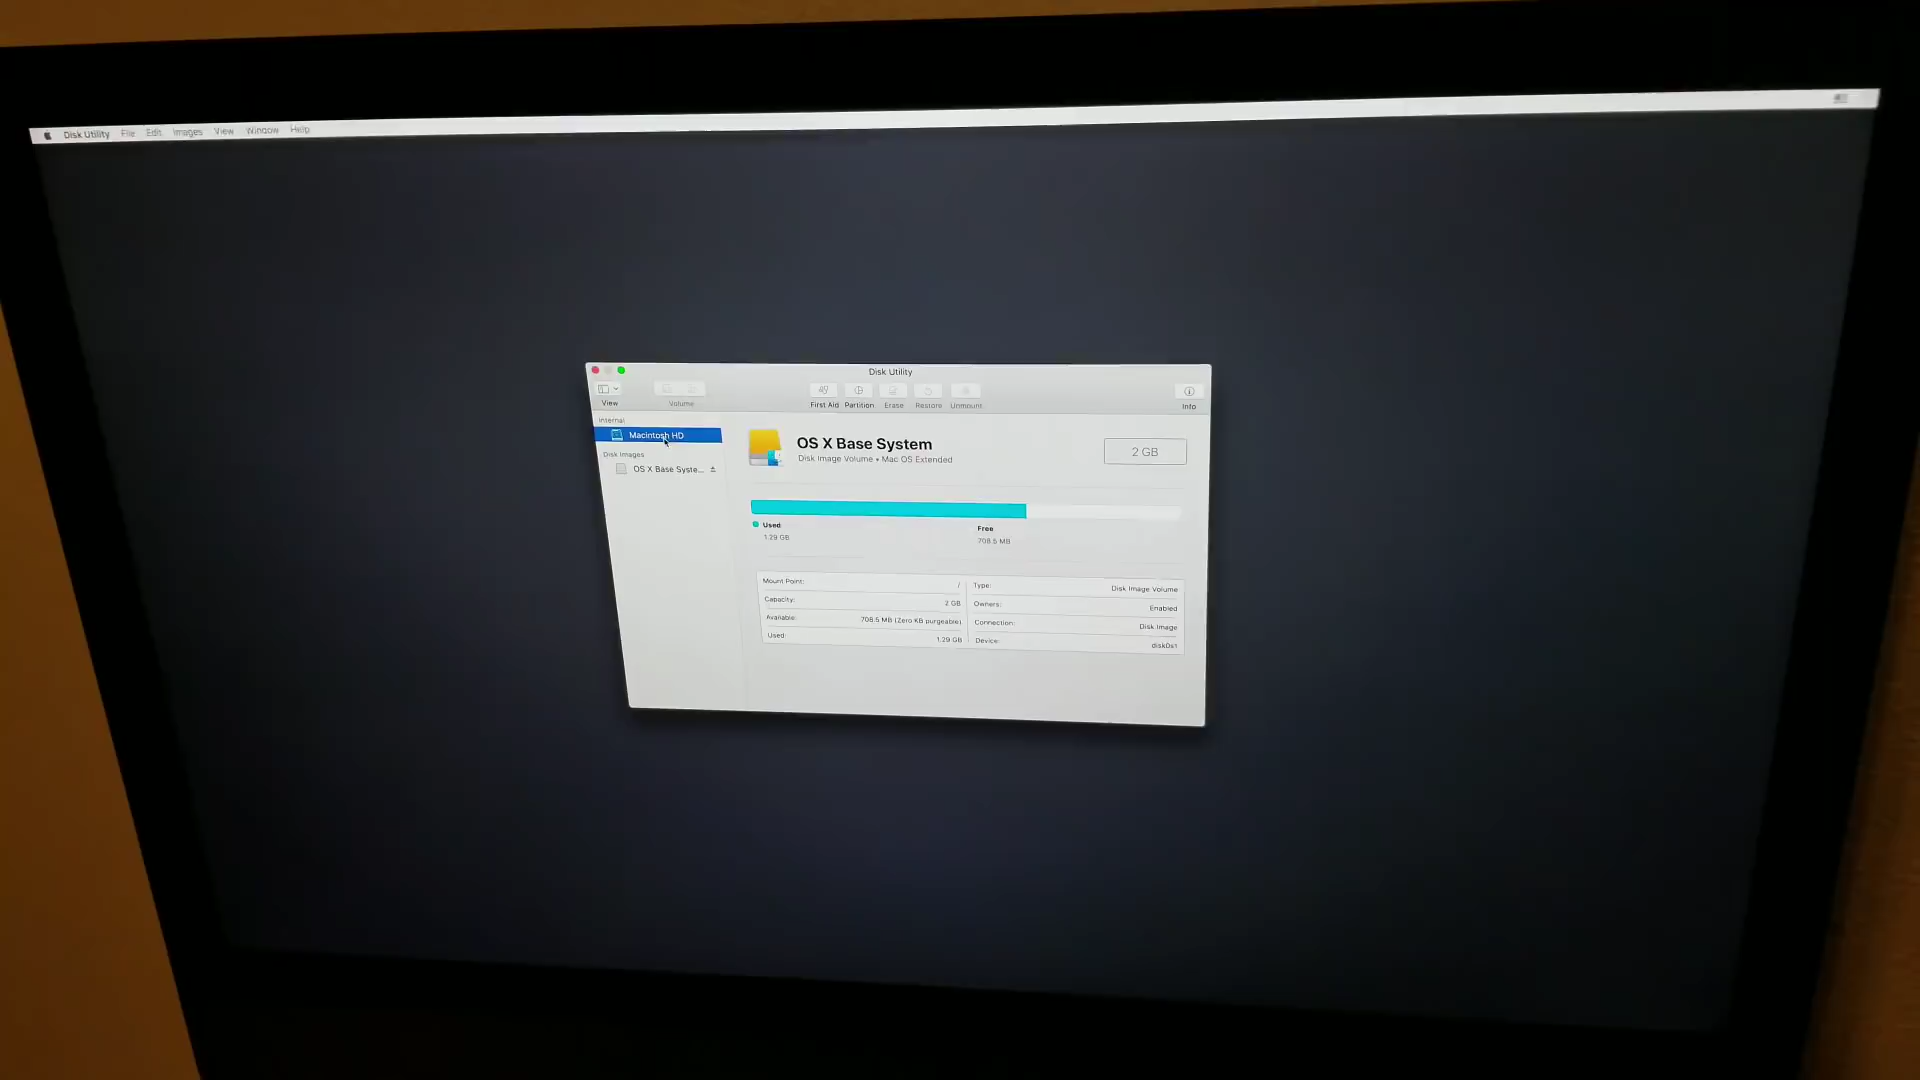 Disk Utility File Edit Images View Window Help
Disk Utility
View
Volume
First Aid Partition Erase Restore Unmount
Info
Internal
Macintosh HD
Disk Images
OS X Base Syste...
OS X Base System
Disk Image Volume • Mac OS Extended
2 GB
Used
1.29 GB
Free
708.5 MB
Mount Point: /
Capacity: 2 GB
Available: 708.5 MB (Zero KB purgeable)
Used: 1.29 GB
Type: Disk Image Volume
Owners: Enabled
Connection: Disk Image
Device: disk0s1